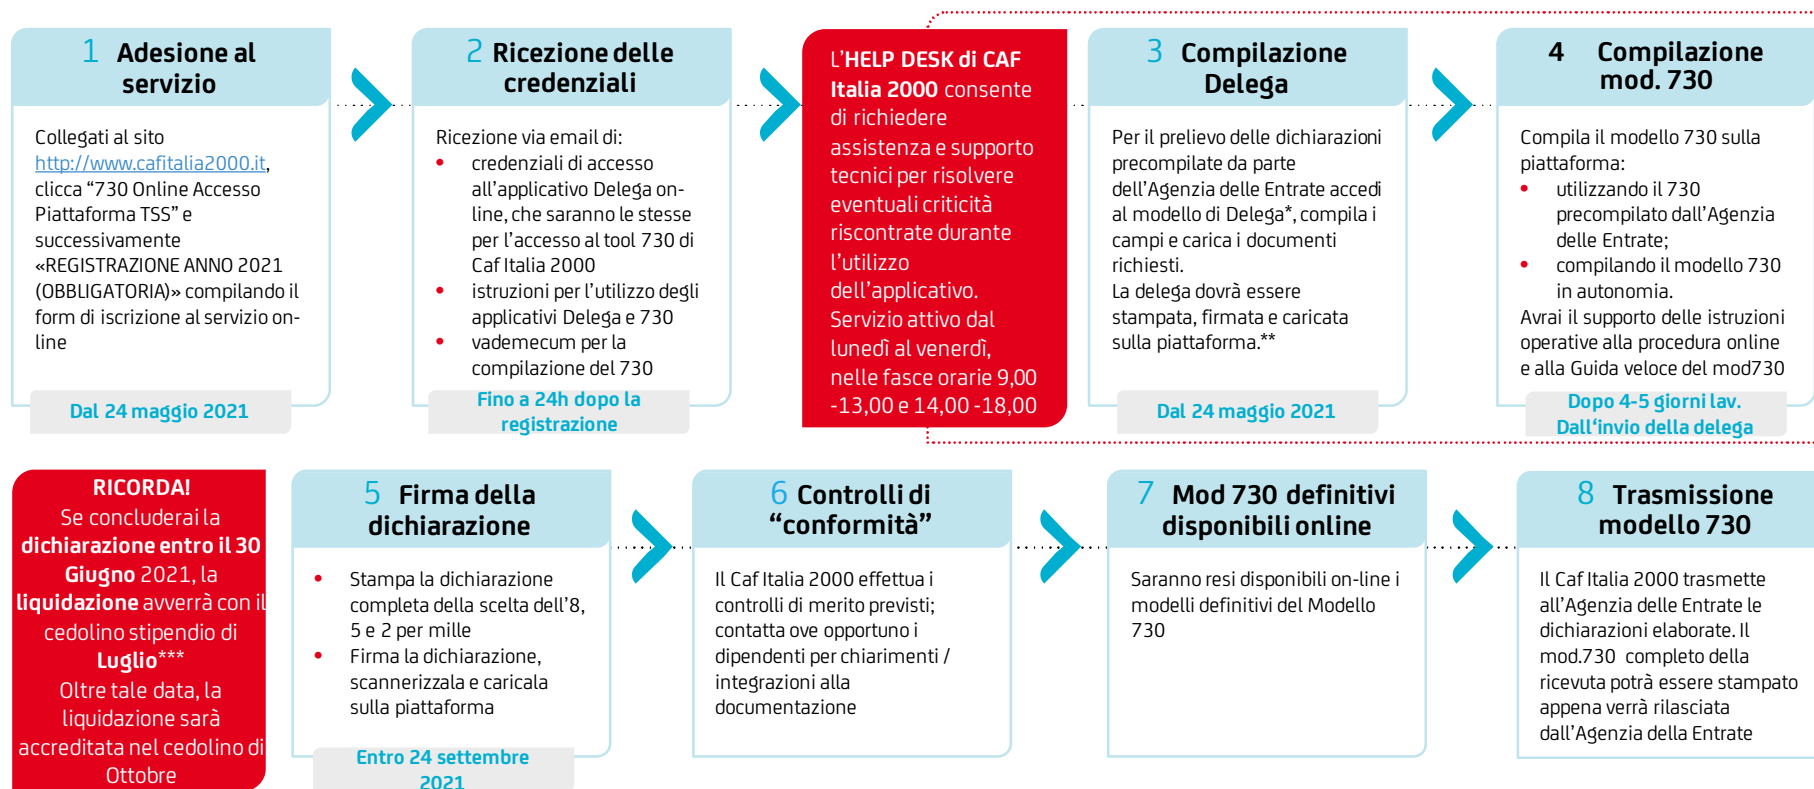 1 Adesione al
servizio
Collegati al sito
http://www.cafitalia2000.it,
clicca “730 Online Accesso
Piattaforma TSS” e
successivamente
«REGISTRAZIONE ANNO 2021
(OBBLIGATORIA)» compilando il
form di iscrizione al servizio on-
line
Dal 24 maggio 2021
2 Ricezione delle
credenziali
Ricezione via email di:
• credenziali di accesso
all’applicativo Delega on-
line, che saranno le stesse
per l’accesso al tool 730 di
Caf Italia 2000
• istruzioni per l’utilizzo degli
applicativi Delega e 730
• vademecum per la
compilazione del 730
Fino a 24h dopo la
registrazione
L’HELP DESK di CAF
Italia 2000 consente
di richiedere
assistenza e supporto
tecnici per risolvere
eventuali criticità
riscontrate durante
l’utilizzo
dell’applicativo.
Servizio attivo dal
lunedì al venerdì,
nelle fasce orarie 9,00
-13,00 e 14,00 -18,00
3 Compilazione
Delega
Per il prelievo delle dichiarazioni
precompilate da parte
dell’Agenzia delle Entrate accedi
al modello di Delega*, compila i
campi e carica i documenti
richiesti.
La delega dovrà essere
stampata, firmata e caricata
sulla piattaforma.**
Dal 24 maggio 2021
4 Compilazione
mod. 730
Compila il modello 730 sulla
piattaforma:
• utilizzando il 730
precompilato dall’Agenzia
delle Entrate;
• compilando il modello 730
in autonomia.
Avrai il supporto delle istruzioni
operative alla procedura online
e alla Guida veloce del mod730
Dopo 4-5 giorni lav.
Dall‘invio della delega
RICORDA!
Se concluderai la
dichiarazione entro il 30
Giugno 2021, la
liquidazione avverrà con il
cedolino stipendio di
Luglio***
Oltre tale data, la
liquidazione sarà
accreditata nel cedolino di
Ottobre
5 Firma della
dichiarazione
• Stampa la dichiarazione
completa della scelta dell’8,
5 e 2 per mille
• Firma la dichiarazione,
scannerizzala e caricala
sulla piattaforma
Entro 24 settembre
2021
6 Controlli di
“conformità”
Il Caf Italia 2000 effettua i
controlli di merito previsti;
contatta ove opportuno i
dipendenti per chiarimenti /
integrazioni alla
documentazione
7 Mod 730 definitivi
disponibili online
Saranno resi disponibili on-line i
modelli definitivi del Modello
730
8 Trasmissione
modello 730
Il Caf Italia 2000 trasmette
all’Agenzia delle Entrate le
dichiarazioni elaborate. Il
mod.730 completo della
ricevuta potrà essere stampato
appena verrà rilasciata
dall’Agenzia della Entrate